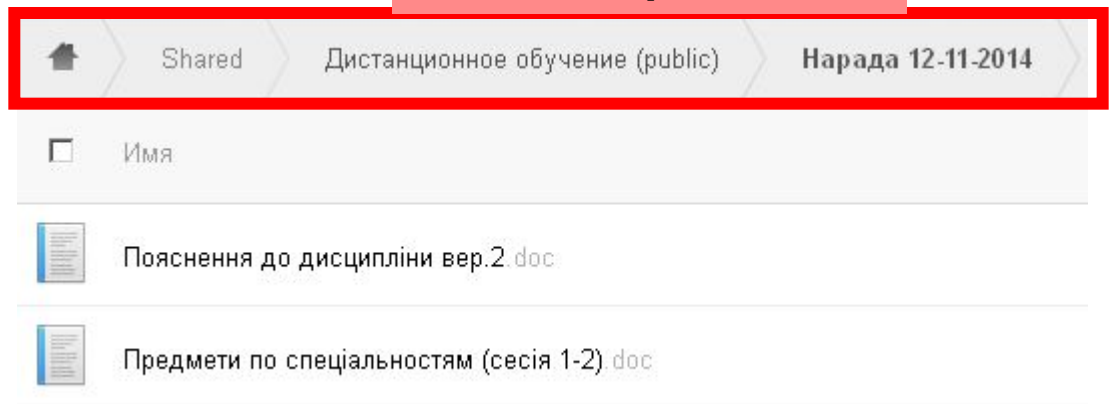 Shared Дистанционное обучение (public) Нарада 12-11-2014
Имя
Пояснення до дисципліни вер.2.doc
Предмети по спеціальностям (сесія 1-2).doc